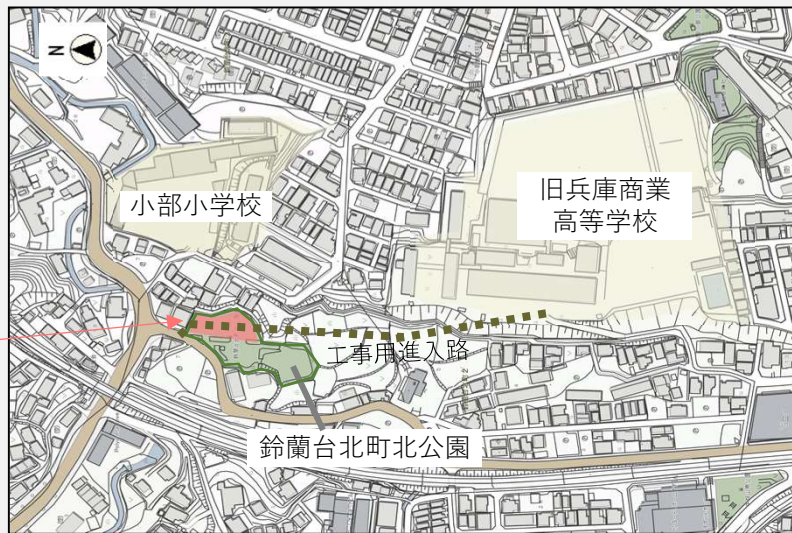 N
小部小学校
旧兵庫商業
高等学校
工事用進入路
鈴蘭台北町北公園